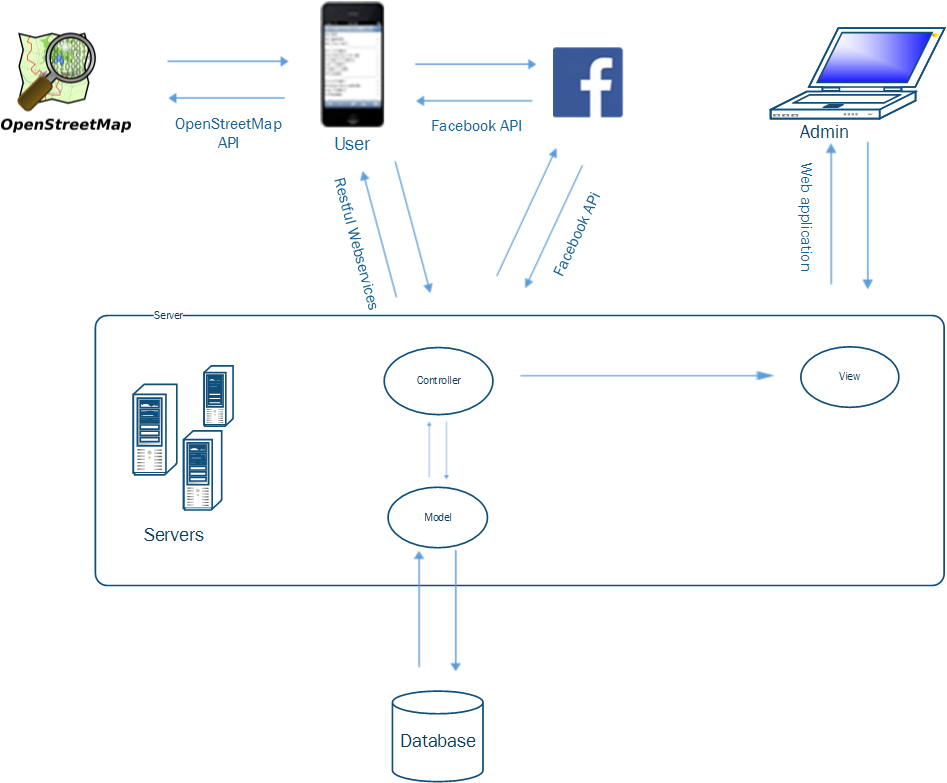 OpenStreetMap
OpenStreetMap
API
User
Facebook API
Admin
Restful Webservices
Facebook APi
Web application
Server
Controller
View
Model
Servers
Database